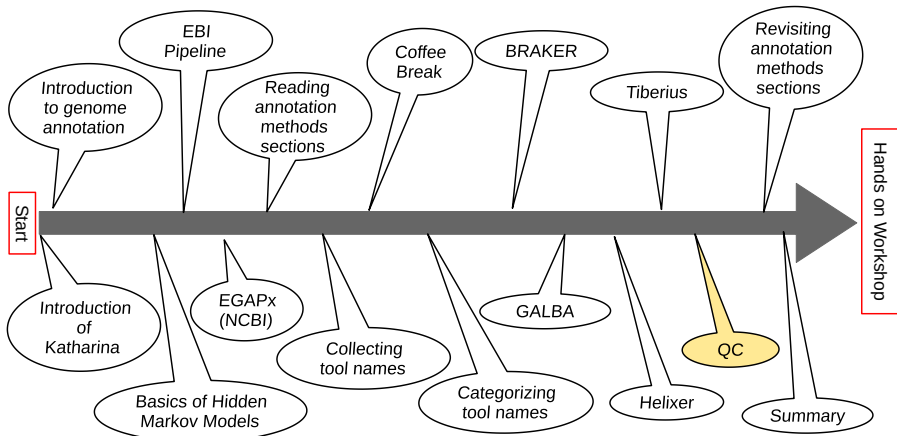 Start
Introduction
of
Katharina
Introduction
to genome
annotation
Basics of Hidden
Markov Models
EBI
Pipeline
EGAPx
(NCBI)
Reading
annotation
methods
sections
Collecting
tool names
Coffee
Break
Categorizing
tool names
BRAKER
GALBA
Helixer
Tiberius
QC
Revisiting
annotation
methods
sections
Summary
Hands on Workshop